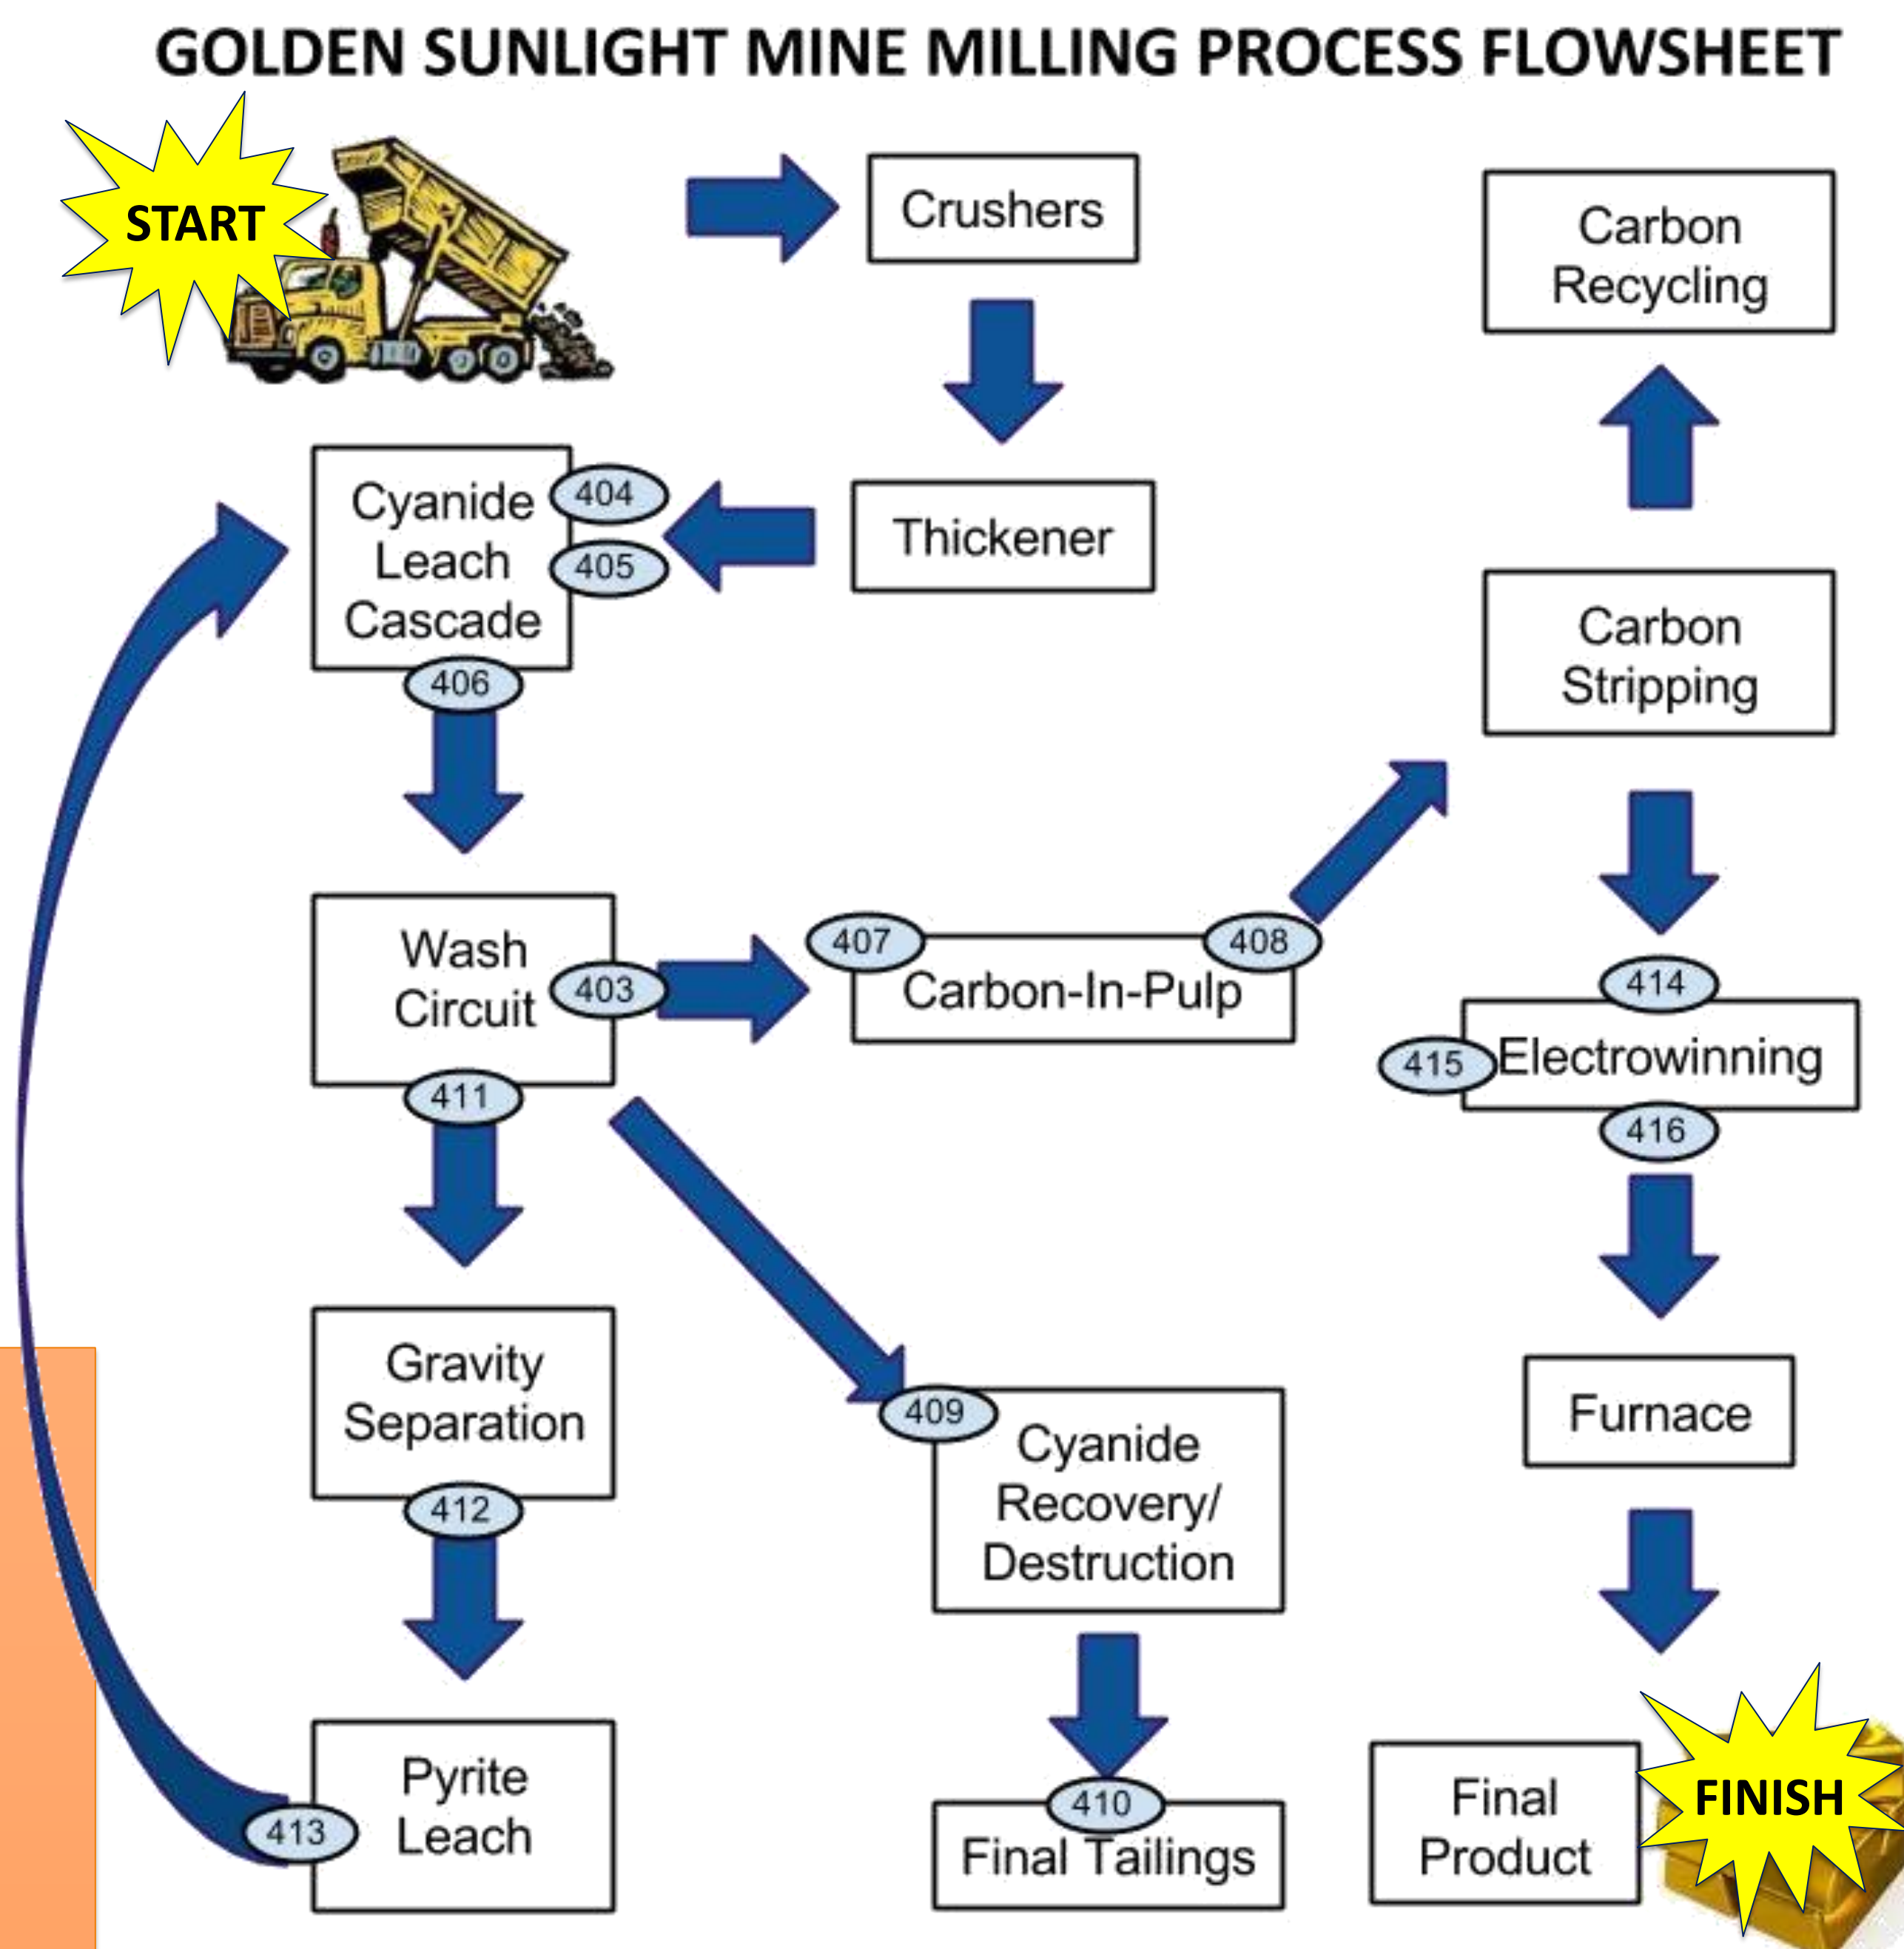 GOLDEN SUNLIGHT MINE MILLING PROCESS FLOWSHEET
START
Crushers
Carbon
Recycling
Cyanide
Leach
Cascade
404
405
406
Thickener
Carbon
Stripping
Wash
Circuit
403
411
407
408
Carbon-In-Pulp
414
415
Electrowinning
416
Gravity
Separation
412
409
Cyanide
Recovery/
Destruction
Furnace
Pyrite
Leach
413
410
Final Tailings
Final
Product
FINISH